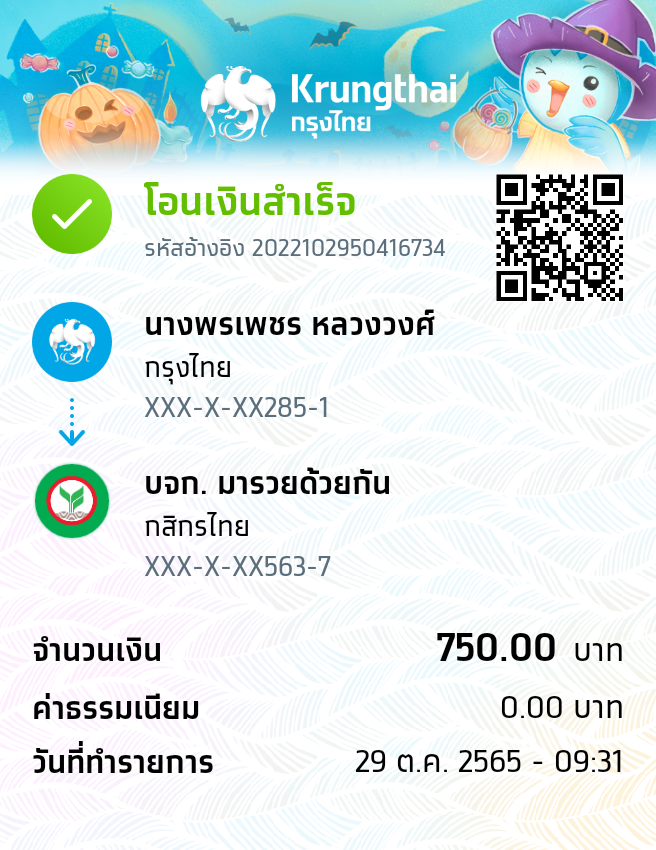 Krungthai
กรุงไทย
โอนเงินสำเร็จ
รหัสอ้างอิง 2022102950416734
นางพรเพชร หลวงวงศ์
กรุงไทย
XXX-X-XX285-1
บจก. มารวยด้วยกัน
กสิกรไทย
XXX-X-XX563-7
จำนวนเงิน 750.00 บาท
ค่าธรรมเนียม 0.00 บาท
วันที่ทำรายการ 29 ต.ค. 2565 - 09:31